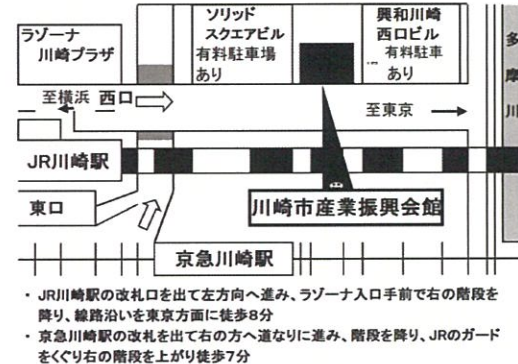 ラゾーナ
川崎プラザ
ソリッド
スクエアビル
有料駐車場
あり
興和川崎
西口ビル
有料駐車
あり
多
摩
川
至横浜 西口
至東京
JR川崎駅
東口
川崎市産業振興会館
京急川崎駅
・ JR川崎駅の改札口を出て左方向へ進み、ラゾーナ入口手前で右の階段を
降り、線路沿いを東京方面に徒歩8分
・ 京急川崎駅の改札を出て右の方へ道なりに進み、階段を降り、JRのガード
をくぐり右の階段を上がり徒歩7分